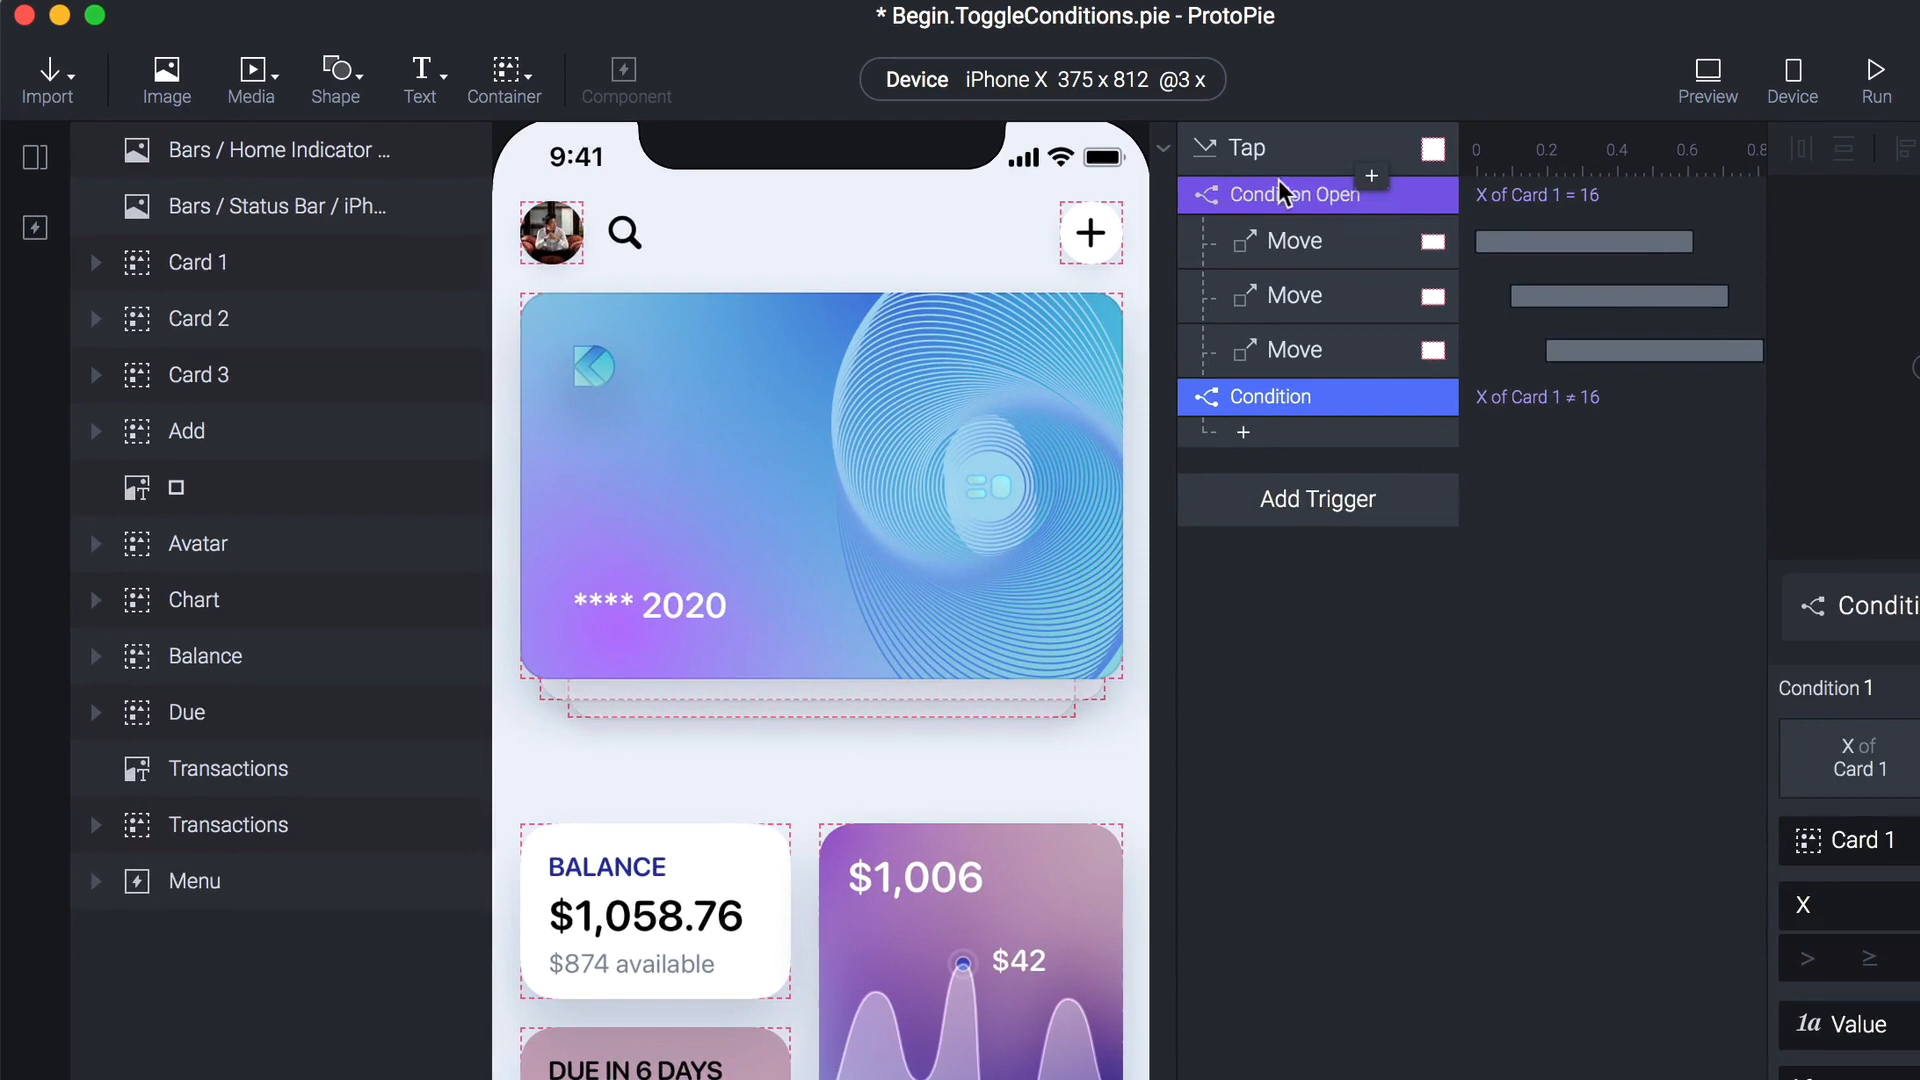 * Begin.ToggleConditions.pie - ProtoPie
Import
Image
Media
Shape
Text
Container
Component
Device iPhone X 375 x 812 @3 x
Preview
Device
Run
Bars / Home Indicator ...
Bars / Status Bar / iPh...
Card 1
Card 2
Card 3
Add
Avatar
Chart
Balance
Due
Transactions
Transactions
Menu
9:41
**** 2020
BALANCE
$1,058.76
$874 available
DUE IN 6 DAYS
$1,006
$42
Tap
Condition Open
Move
Move
Move
Condition
+
Add Trigger
0 0.2 0.4 0.6 0.8
X of Card 1 = 16
X of Card 1 ≠ 16
Conditi
Condition 1
X of
Card 1
Card 1
X
> ≥
1a Value